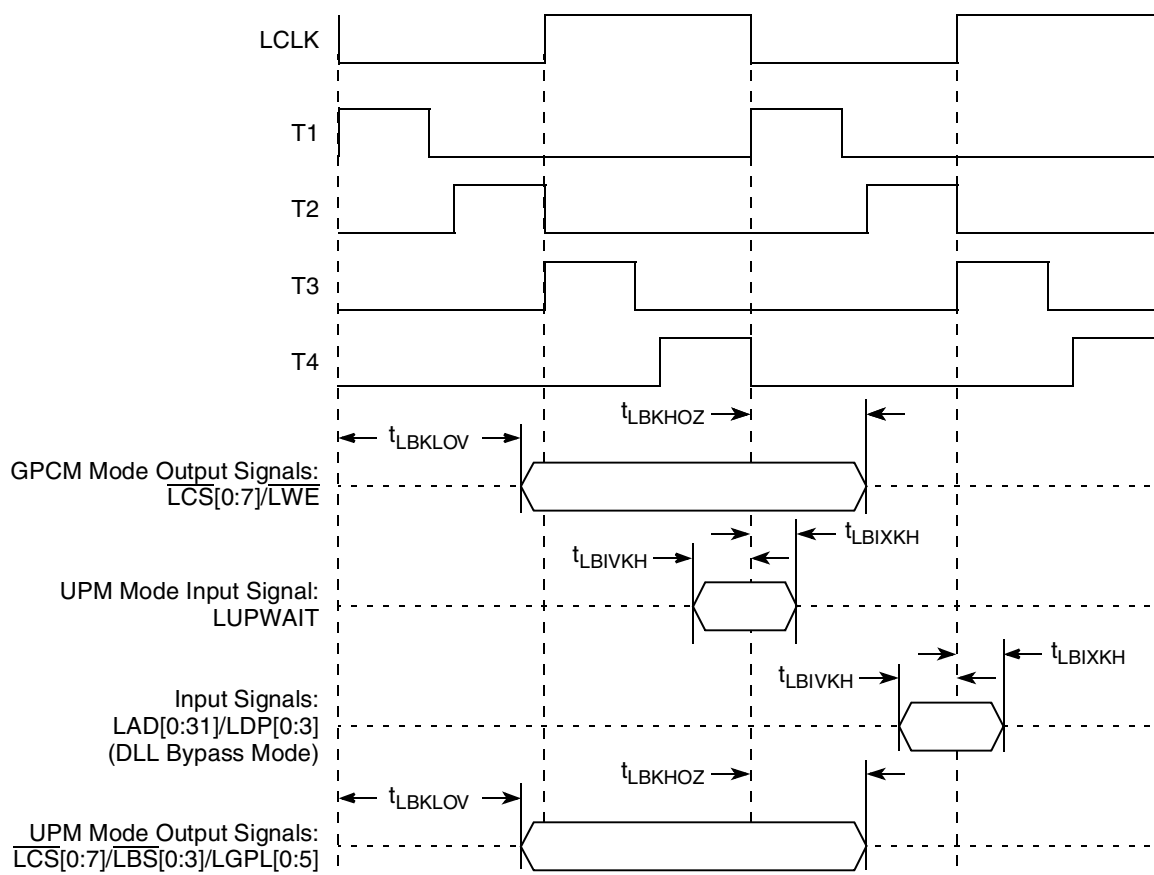 LCLK
T1
T2
T3
T4
tLBKHOZ
tLBKLOV
GPCM Mode Output Signals:
LCS[0:7]/LWE
tLBIXKH
tLBIVKH
UPM Mode Input Signal:
LUPWAIT
tLBIXKH
tLBIVKH
Input Signals:
LAD[0:31]/LDP[0:3]
(DLL Bypass Mode)
tLBKHOZ
tLBKLOV
UPM Mode Output Signals:
LCS[0:7]/LBS[0:3]/LGPL[0:5]